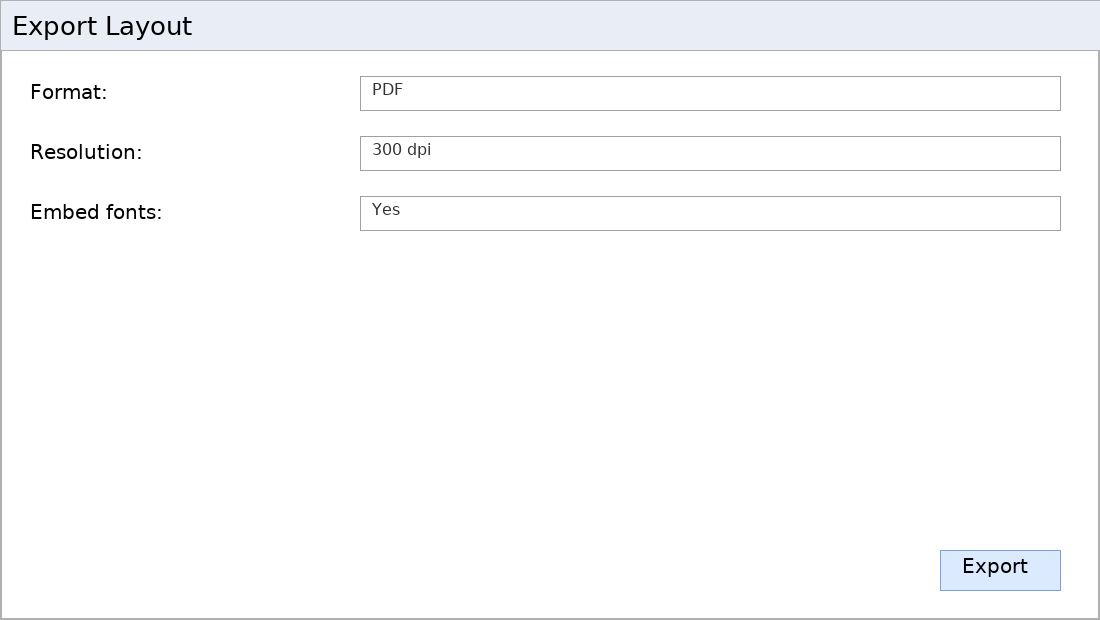 Export Layout
Format: PDF
Resolution: 300 dpi
Embed fonts: Yes
Export